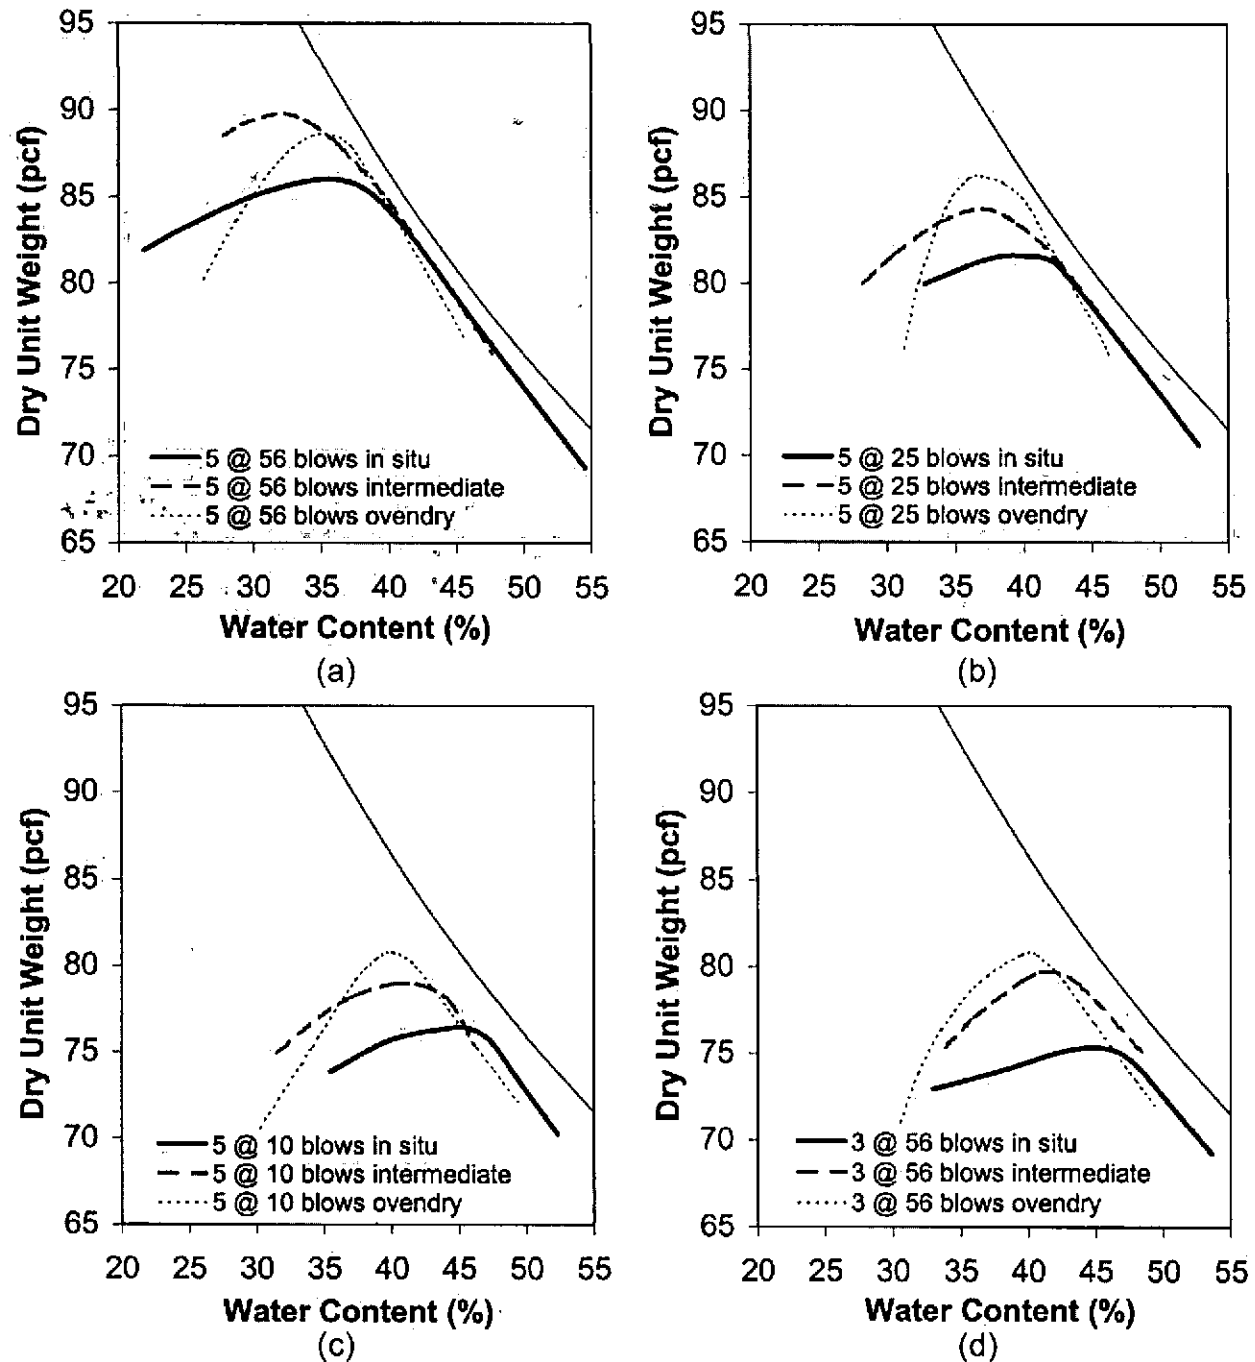 95
90
85
80
75
70
65
Dry Unit Weight (pcf)
5 @ 56 blows in situ
5 @ 56 blows intermediate
5 @ 56 blows ovendry
20 25 30 35 40 45 50 55
Water Content (%)
(a)
95
90
85
80
75
70
65
Dry Unit Weight (pcf)
5 @ 25 blows in situ
5 @ 25 blows intermediate
5 @ 25 blows ovendry
20 25 30 35 40 45 50 55
Water Content (%)
(b)
95
90
85
80
75
70
65
Dry Unit Weight (pcf)
5 @ 10 blows in situ
5 @ 10 blows intermediate
5 @ 10 blows ovendry
20 25 30 35 40 45 50 55
Water Content (%)
(c)
95
90
85
80
75
70
65
Dry Unit Weight (pcf)
3 @ 56 blows in situ
3 @ 56 blows intermediate
3 @ 56 blows ovendry
20 25 30 35 40 45 50 55
Water Content (%)
(d)